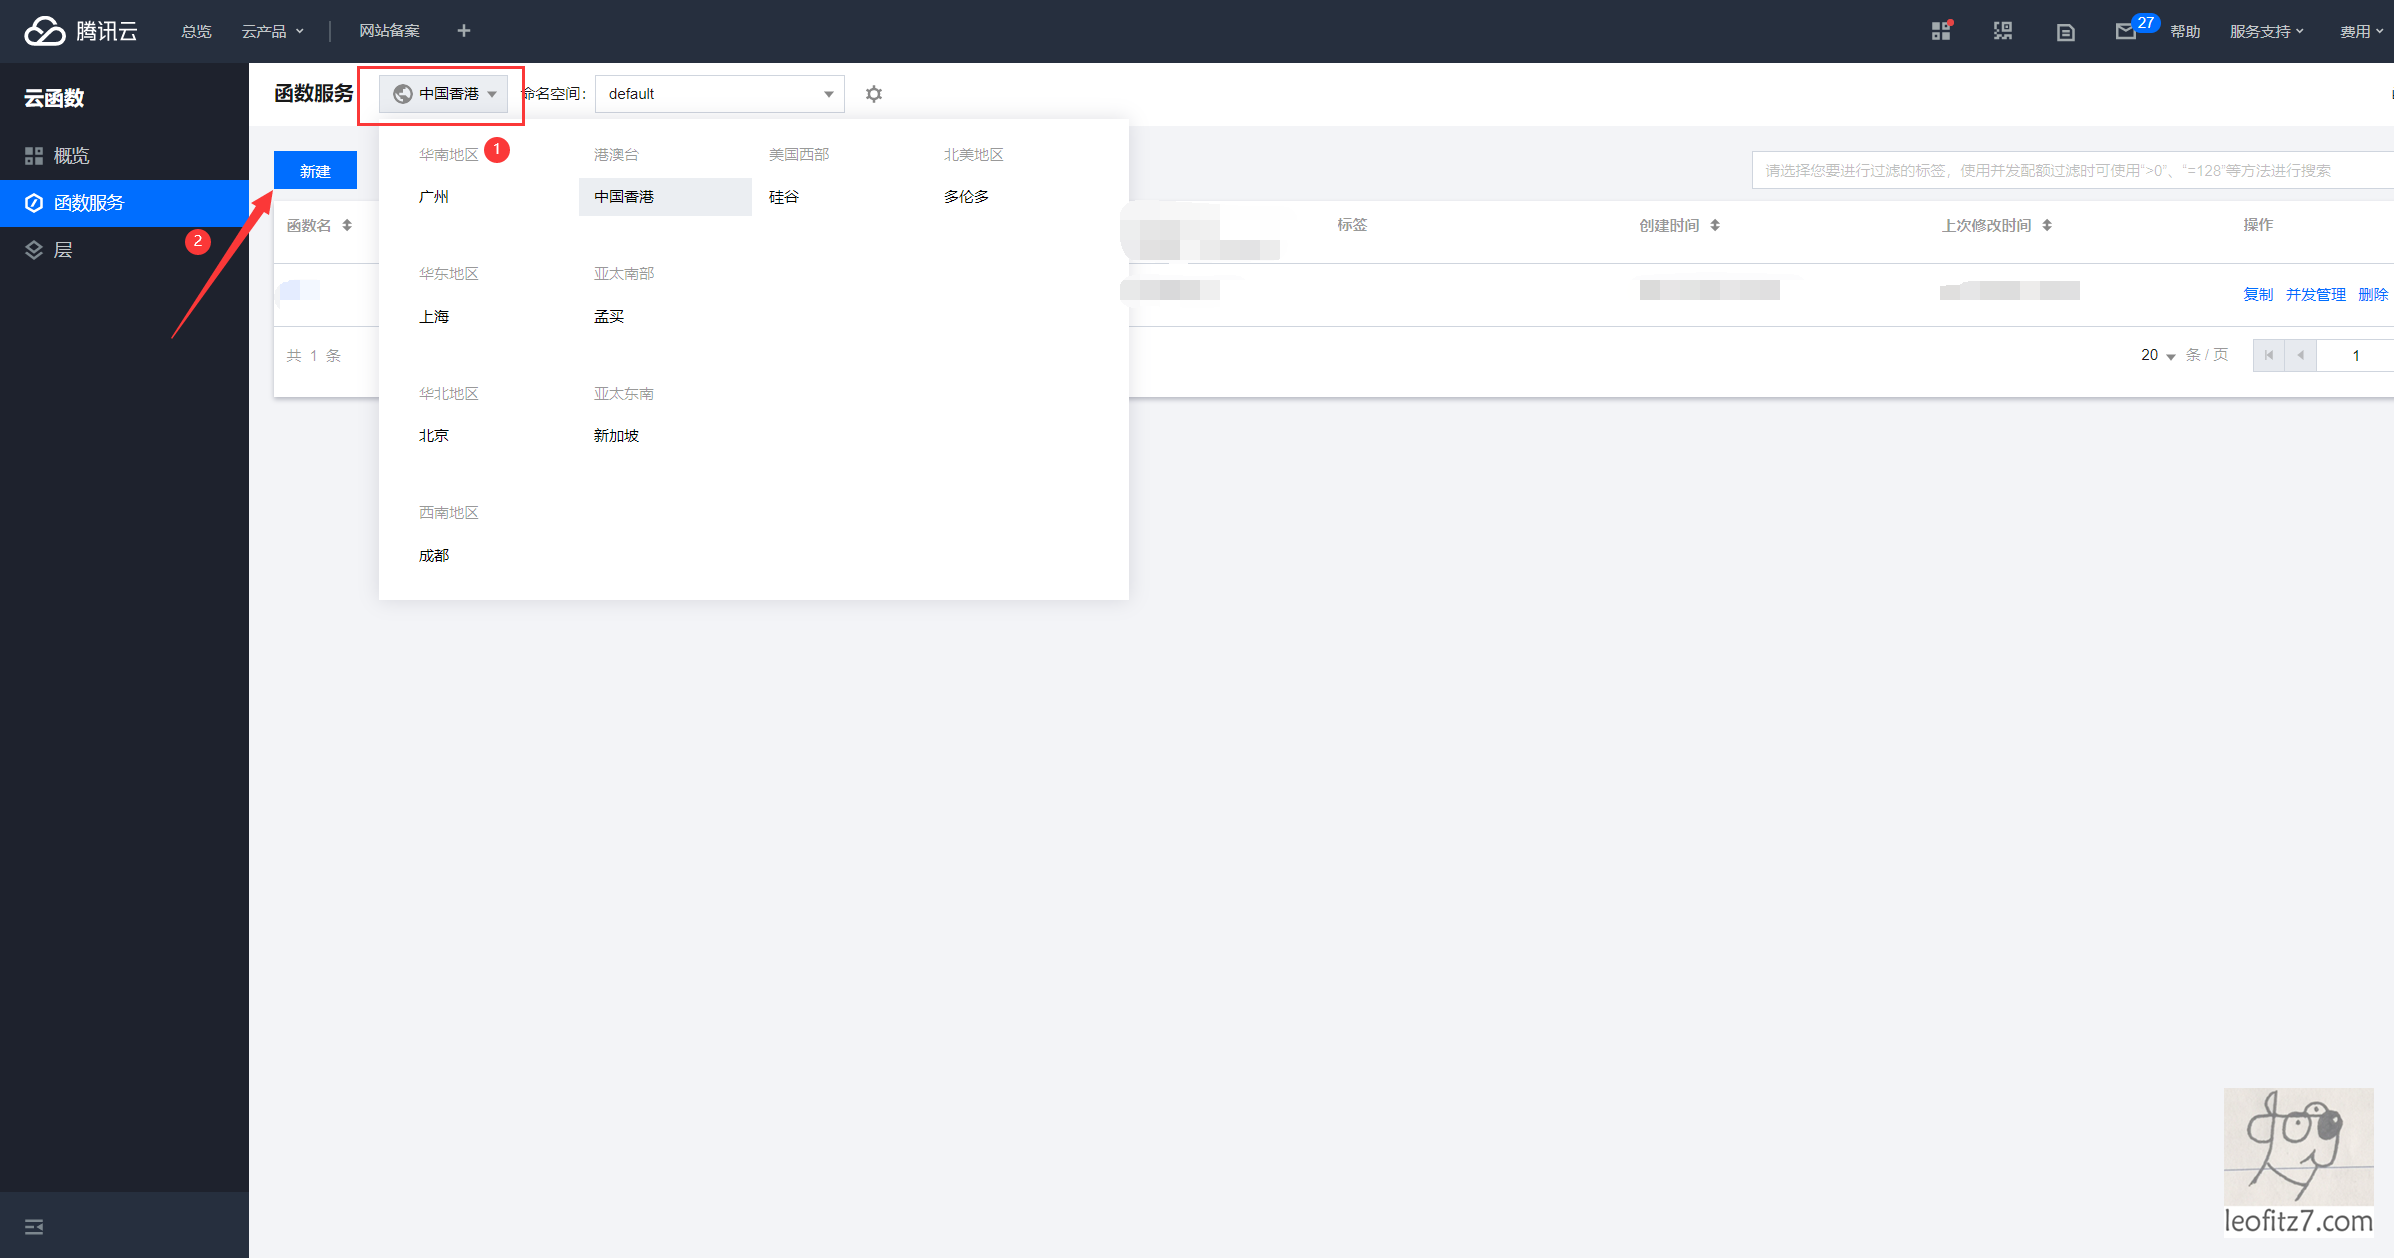 腾讯云 总览 云产品 网站备案 27 帮助 服务支持 费用
云函数
概览
函数服务
层
2
函数服务 中国香港 命名空间: default
新建
请选择您要进行过滤的标签，使用并发配额过滤时可使用“>0”、“=128”等方法进行搜索
华南地区 1 港澳台 美国西部 北美地区
广州 中国香港 硅谷 多伦多
华东地区 亚太南部
上海 孟买
华北地区 亚太东南
北京 新加坡
西南地区
成都
函数名 标签 创建时间 上次修改时间 操作
复制 并发管理 删除
共 1 条 20 条 / 页 1
dog
leofitz7.com